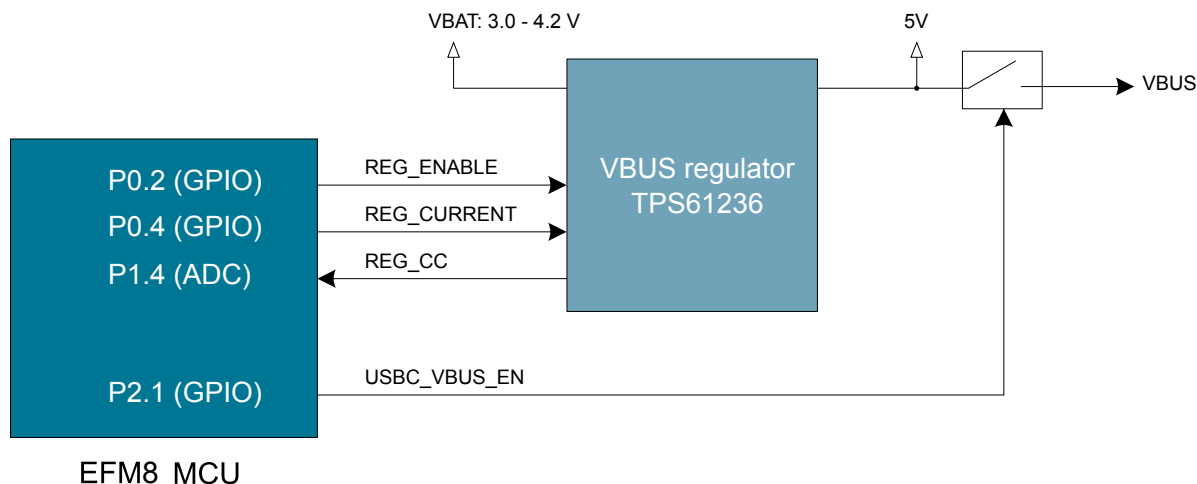 VBAT: 3.0 - 4.2 V
5V
VBUS
VBUS regulator
TPS61236
P0.2 (GPIO)
REG_ENABLE
P0.4 (GPIO)
REG_CURRENT
P1.4 (ADC)
REG_CC
P2.1 (GPIO)
USBC_VBUS_EN
EFM8 MCU